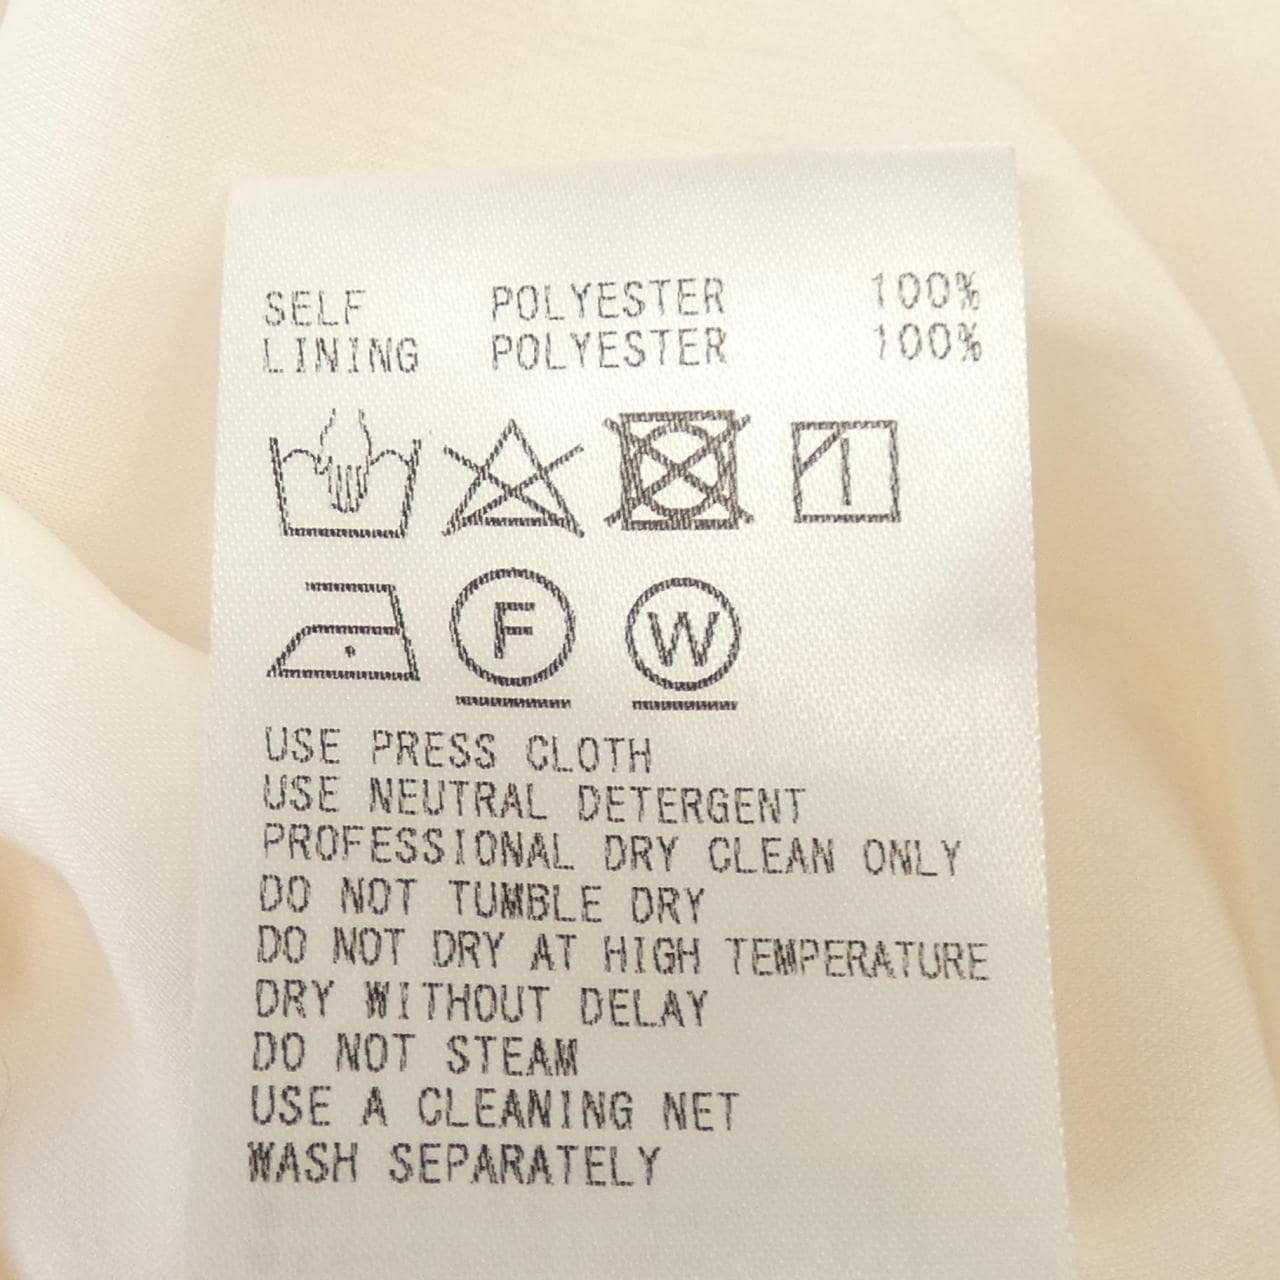 SELF POLYESTER 100%
LINING POLYESTER 100%
F W
USE PRESS CLOTH
USE NEUTRAL DETERGENT
PROFESSIONAL DRY CLEAN ONLY
DO NOT TUMBLE DRY
DO NOT DRY AT HIGH TEMPERATURE
DRY WITHOUT DELAY
DO NOT STEAM
USE A CLEANING NET
WASH SEPARATELY